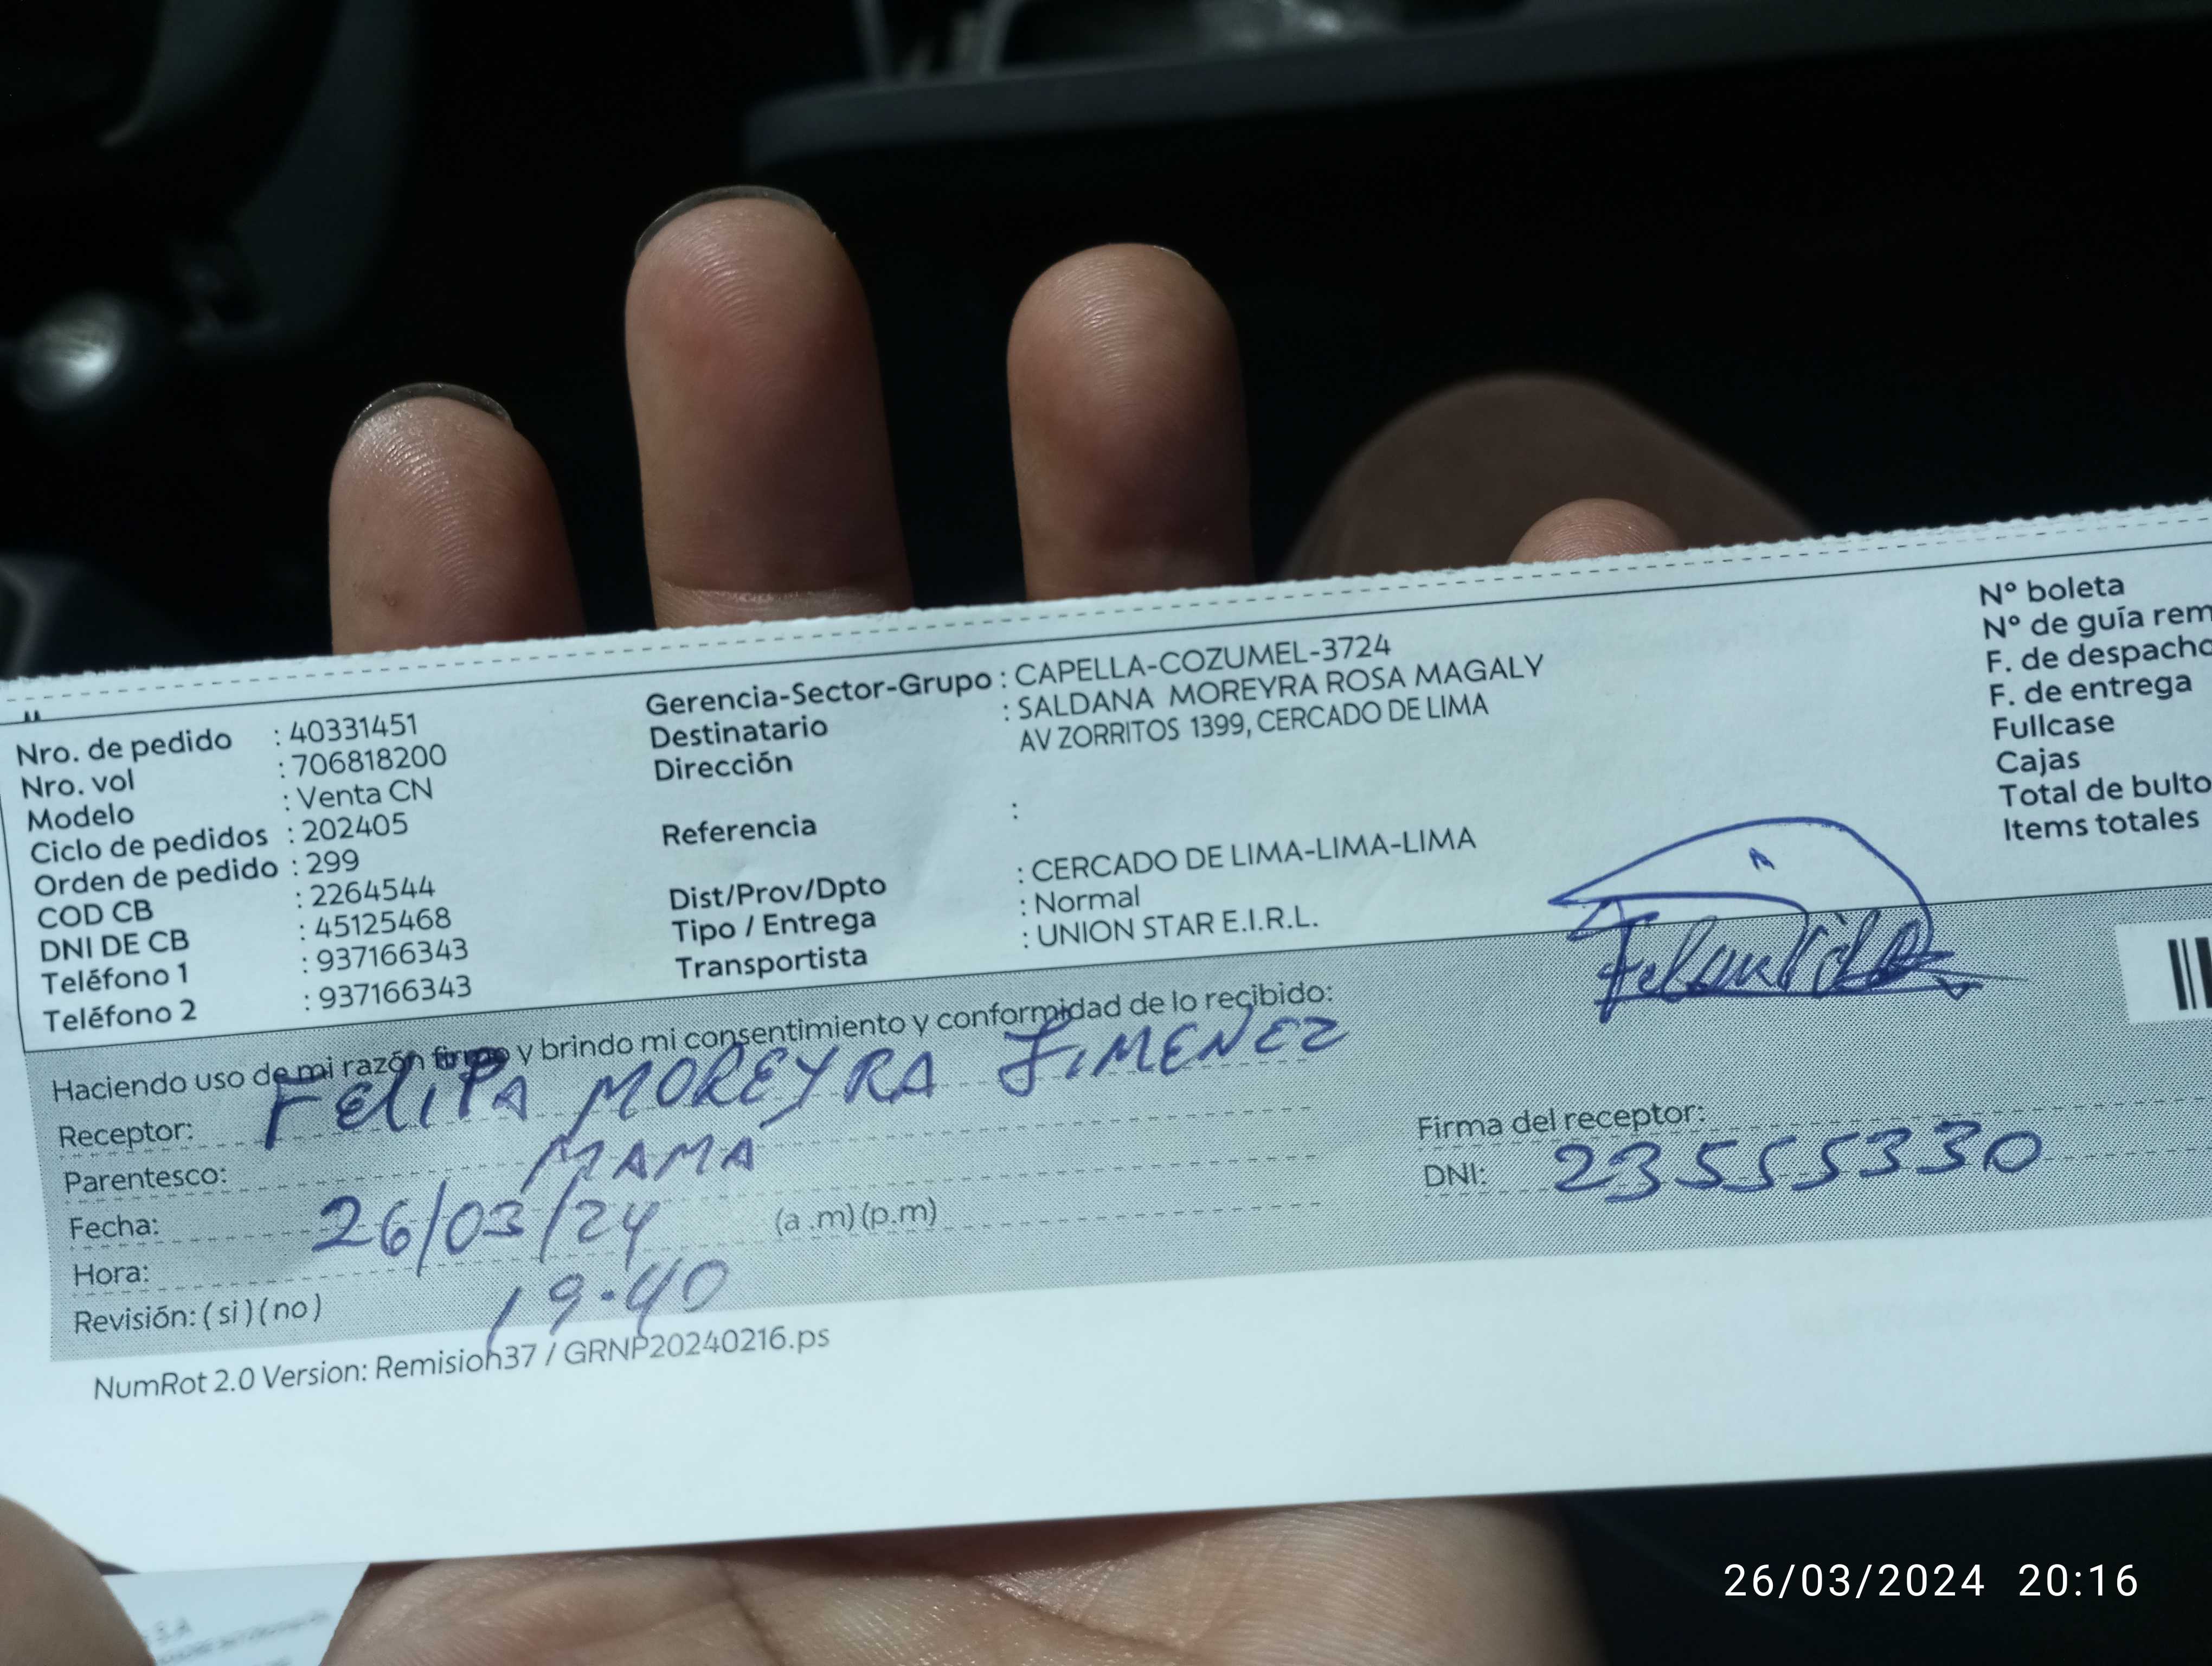 Nro. de pedido : 40331451
Nro. vol : 706818200
Modelo : Venta CN
Ciclo de pedidos : 202405
Orden de pedido : 299
COD CB : 2264544
DNI DE CB : 45125468
Teléfono 1 : 937166343
Teléfono 2 : 937166343
Gerencia-Sector-Grupo : CAPELLA-COZUMEL-3724
Destinatario : SALDANA MOREYRA ROSA MAGALY
Dirección AV ZORRITOS 1399, CERCADO DE LIMA
Referencia :
Dist/Prov/Dpto : CERCADO DE LIMA-LIMA-LIMA
Tipo / Entrega : Normal
Transportista : UNION STAR E.I.R.L.
Nº boleta
Nº de guía rem
F. de despacho
F. de entrega
Fullcase
Cajas
Total de bulto
Items totales
Haciendo uso de mi razón firmo y brindo mi consentimiento y conformidad de lo recibido:
Receptor: FELIPA MOREYRA JIMENEZ
Parentesco: MAMA
Fecha: 26/03/24 (a .m) (p.m)
Hora: 19.40
Revisión: ( si ) ( no )
Firma del receptor:
DNI: 23555330
NumRot 2.0 Version: Remision37 / GRNP20240216.ps
26/03/2024 20:16